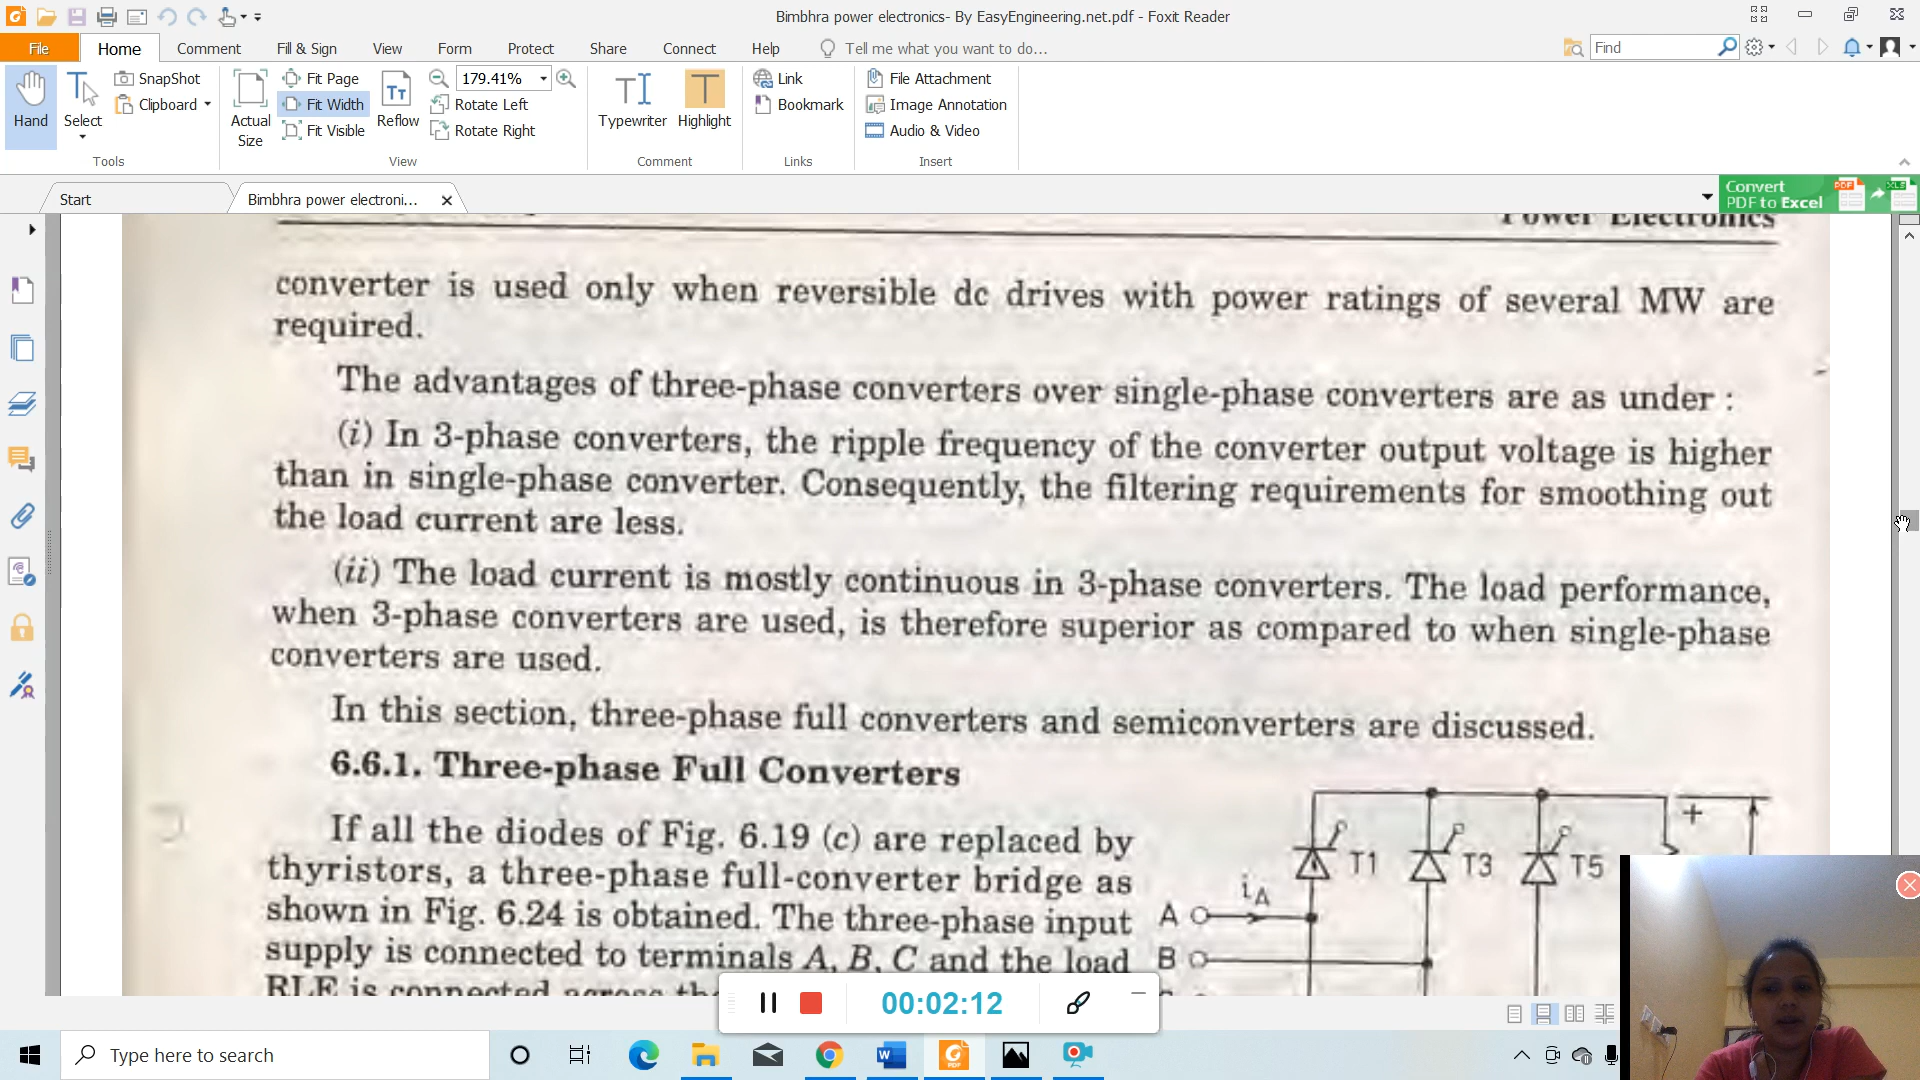 Bimbhra power electronics- By EasyEngineering.net.pdf - Foxit Reader
File Home Comment Fill & Sign View Form Protect Share Connect Help Tell me what you want to do... Find
Hand
Select
SnapShot
Clipboard
Tools
Actual Size
Fit Page
Fit Width
Fit Visible
Reflow
179.41%
Rotate Left
Rotate Right
View
Typewriter
Highlight
Comment
Link
Bookmark
Links
File Attachment
Image Annotation
Audio & Video
Insert
Start
Bimbhra power electroni...
Convert
PDF to Excel
Power Electronics
converter is used only when reversible dc drives with power ratings of several MW are
required.
The advantages of three-phase converters over single-phase converters are as under :
(i) In 3-phase converters, the ripple frequency of the converter output voltage is higher
than in single-phase converter. Consequently, the filtering requirements for smoothing out
the load current are less.
(ii) The load current is mostly continuous in 3-phase converters. The load performance,
when 3-phase converters are used, is therefore superior as compared to when single-phase
converters are used.
In this section, three-phase full converters and semiconverters are discussed.
6.6.1. Three-phase Full Converters
If all the diodes of Fig. 6.19 (c) are replaced by
thyristors, a three-phase full-converter bridge as
shown in Fig. 6.24 is obtained. The three-phase input
supply is connected to terminals A, B, C and the load
RLE is connected across
T1 T3 T5
+
iA
A
B
00:02:12
Type here to search